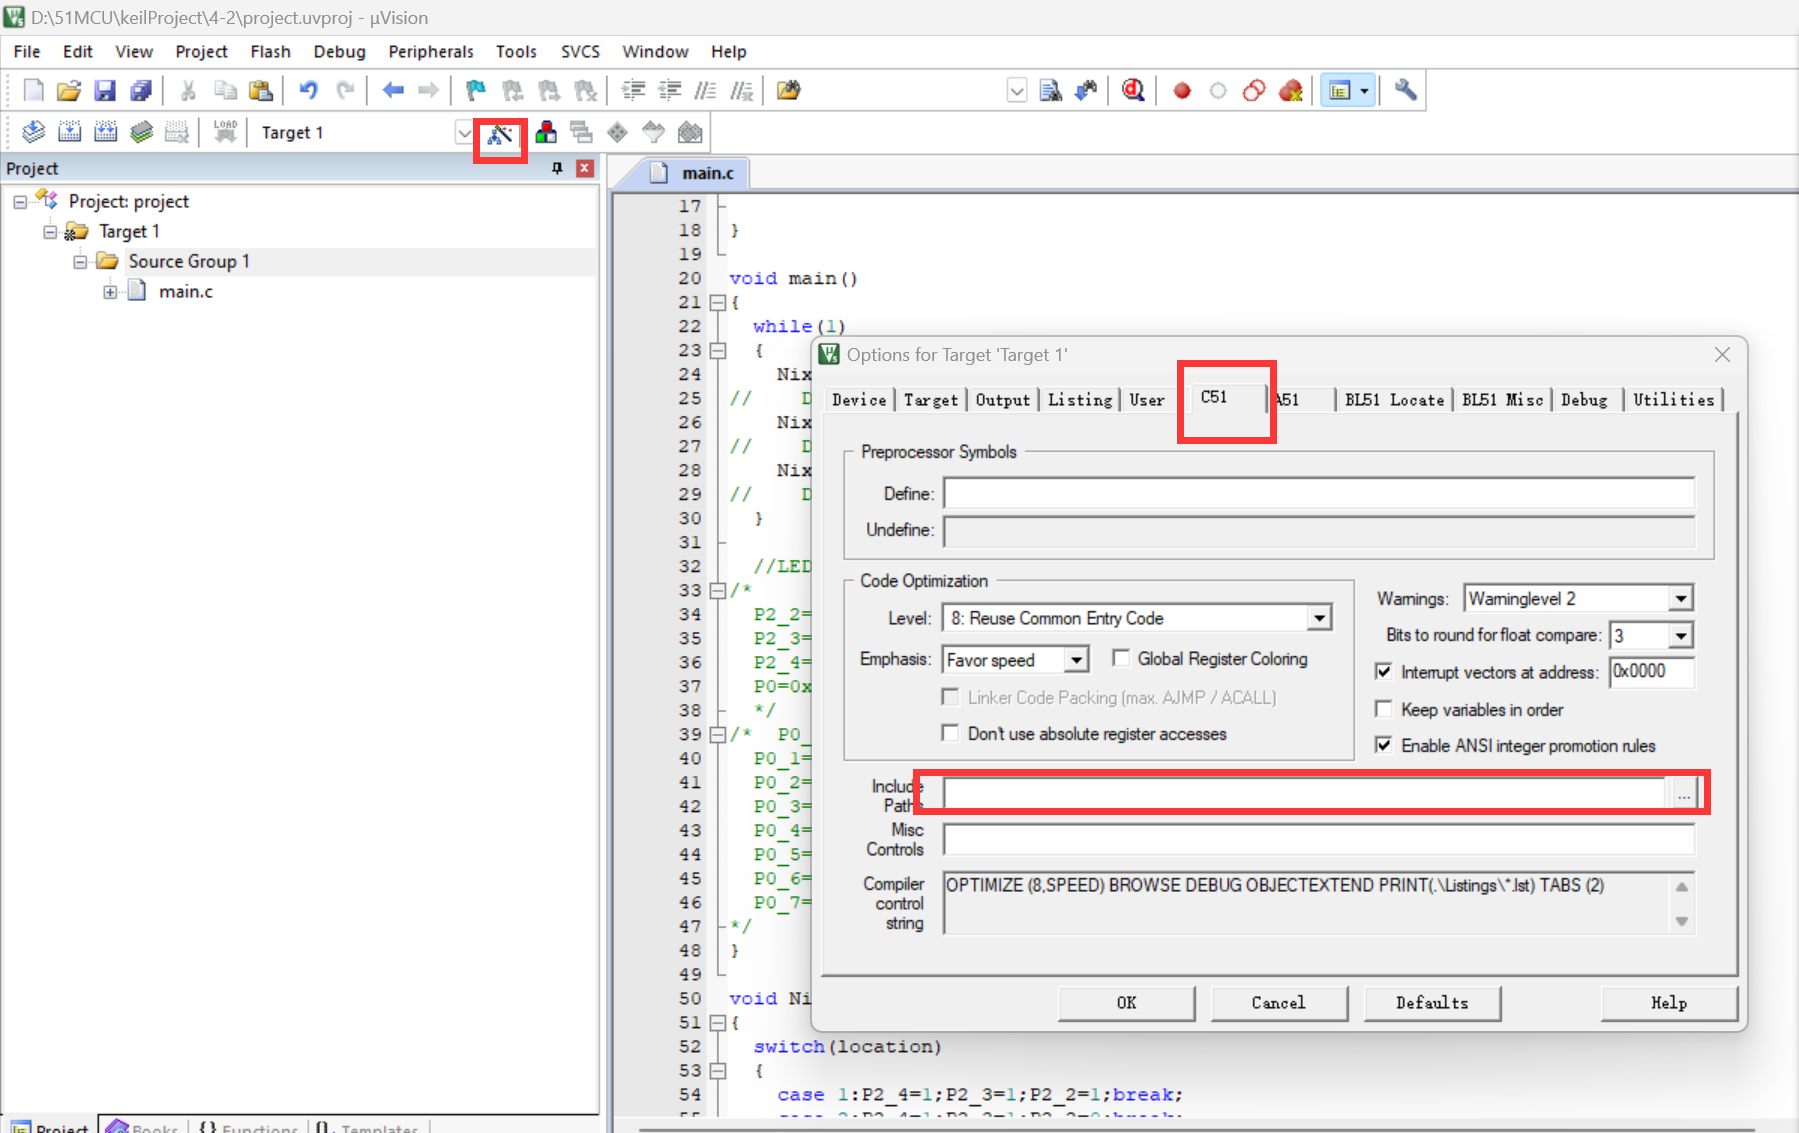 D:\51MCU\keilProject\4-2\project.uvproj - µVision
File Edit View Project Flash Debug Peripherals Tools SVCS Window Help
LOAD Target 1
Project
Project: project
Target 1
Source Group 1
main.c
main.c
17
18 }
19
20 void main()
21 {
22 while(1)
23 {
24 Nix
25 // D
26 Nix
27 // D
28 Nix
29 // D
30 }
31
32 //LED
33 /*
34 P2_2=
35 P2_3=
36 P2_4=
37 P0=0x
38 */
39 /* P0_
40 P0_1=
41 P0_2=
42 P0_3=
43 P0_4=
44 P0_5=
45 P0_6=
46 P0_7=
47 */
48 }
49
50 void Ni
51 {
52 switch(location)
53 {
54 case 1:P2_4=1;P2_3=1;P2_2=1;break;
55 case 2:P2_4=1;P2_3=1;P2_2=0;break;
Options for Target 'Target 1'
Device Target Output Listing User C51 A51 BL51 Locate BL51 Misc Debug Utilities
Preprocessor Symbols
Define:
Undefine:
Code Optimization
Level: 8: Reuse Common Entry Code
Emphasis: Favor speed Global Register Coloring
Linker Code Packing (max. AJMP / ACALL)
Don't use absolute register accesses
Warnings: Warninglevel 2
Bits to round for float compare: 3
Interrupt vectors at address: 0x0000
Keep variables in order
Enable ANSI integer promotion rules
Include
Paths
...
Misc
Controls
Compiler
control
string
OPTIMIZE (8,SPEED) BROWSE DEBUG OBJECTEXTEND PRINT(.\Listings\*.lst) TABS (2)
OK Cancel Defaults Help
Project Books {} Functions Templates